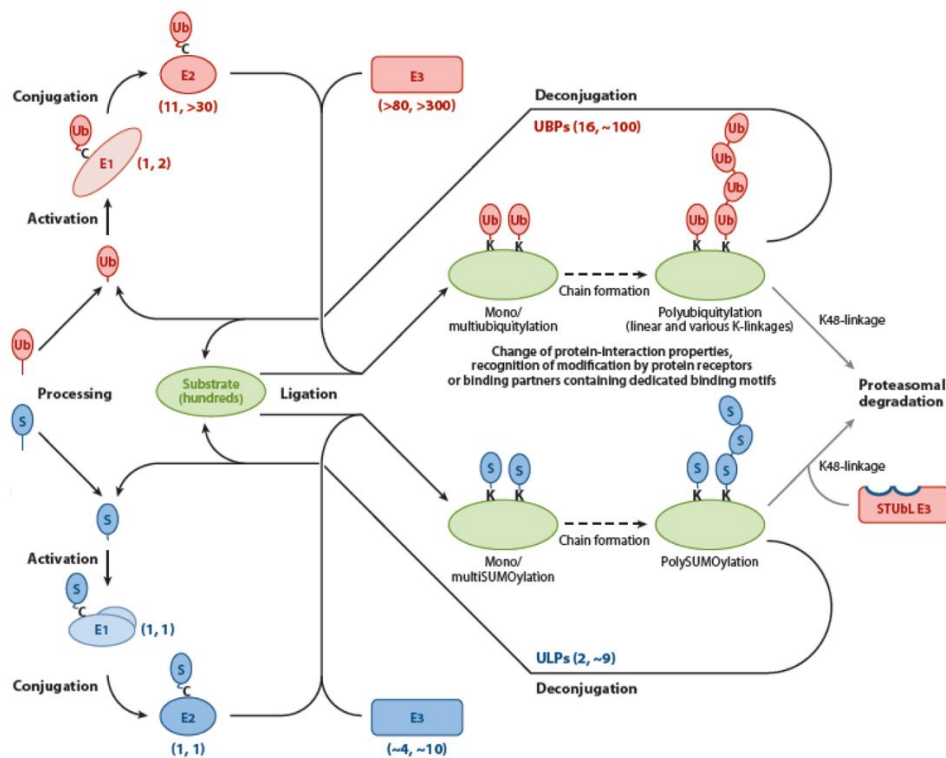 Ub
C
E2
(11, >30)
E3
(>80, >300)
Conjugation
Ub
C
E1
(1, 2)
Activation
Ub
Deconjugation
UBPs (16, ~100)
Ub
Ub
Ub
Ub
Ub
Ub
Ub
K
K
K
K
Chain formation
Mono/
multiubiquitylation
Polyubiquitylation
(linear and various K-linkages)
K48-linkage
Change of protein-interaction properties,
recognition of modification by protein receptors
or binding partners containing dedicated binding motifs
Ub
Processing
S
Substrate
(hundreds)
Ligation
Proteasomal
degradation
S
S
S
S
S
S
K
K
K
K
Chain formation
Mono/
multiSUMOylation
PolySUMOylation
K48-linkage
STUbL E3
S
Activation
S
C
E1
(1, 1)
Conjugation
S
C
E2
(1, 1)
E3
(~4, ~10)
ULPs (2, ~9)
Deconjugation